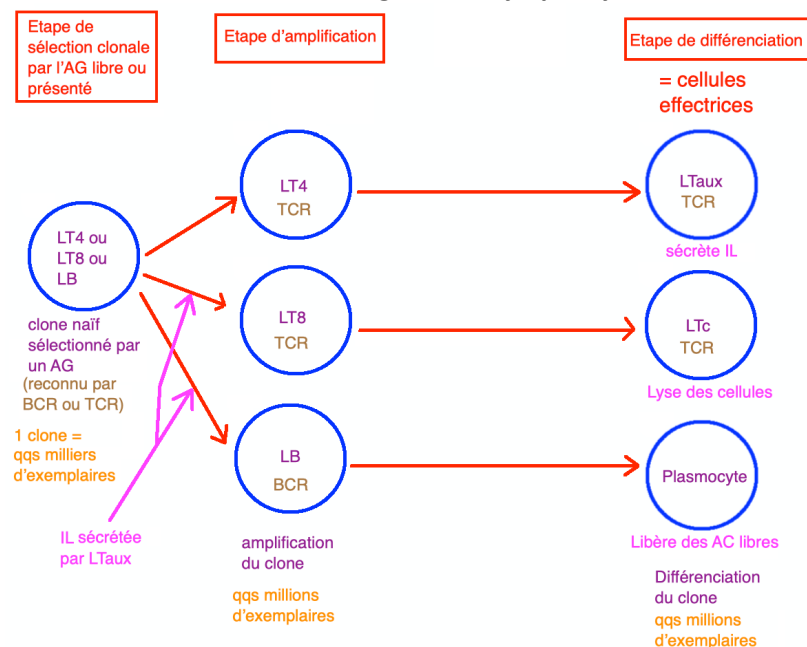 Etape de
sélection clonale
par l'AG libre ou
présenté
Etape d'amplification
Etape de différenciation
= cellules
effectrices
LT4 ou
LT8 ou
LB
clone naïf
sélectionné par
un AG
(reconnu par
BCR ou TCR)
1 clone =
qqs milliers
d'exemplaires
IL sécrétée
par LTaux
LT4
TCR
LT8
TCR
LB
BCR
amplification
du clone
qqs millions
d'exemplaires
LTaux
TCR
sécrète IL
LTc
TCR
Lyse des cellules
Plasmocyte
Libère des AC libres
Différenciation
du clone
qqs millions
d'exemplaires